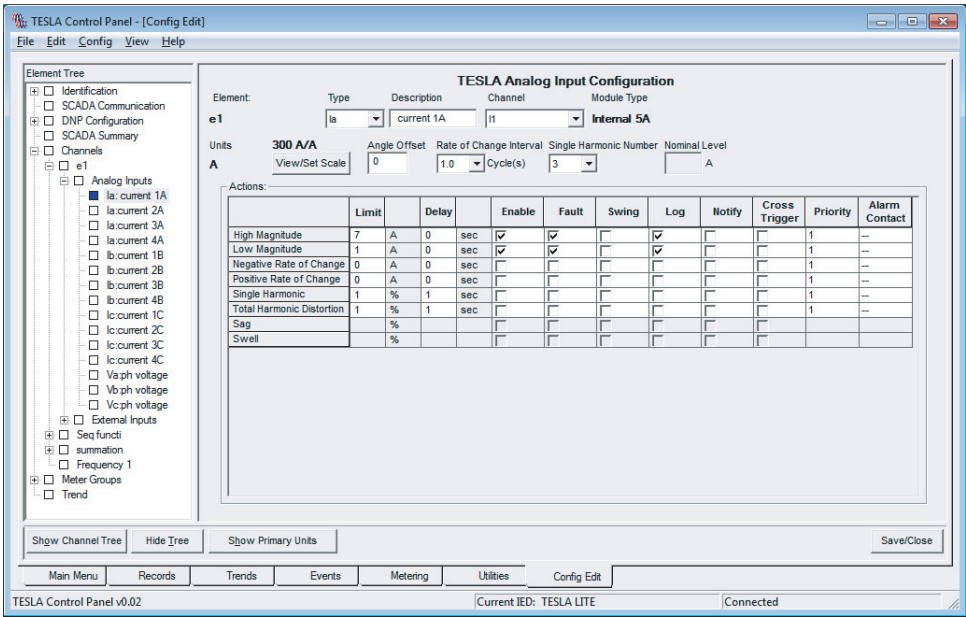 TESLA Control Panel - [Config Edit]
File Edit Config View Help
Element Tree
Identification
SCADA Communication
DNP Configuration
SCADA Summary
Channels
e1
Analog Inputs
Ia: current 1A
Ia:current 2A
Ia:current 3A
Ia:current 4A
Ib:current 1B
Ib:current 2B
Ib:current 3B
Ib:current 4B
Ic:current 1C
Ic:current 2C
Ic:current 3C
Ic:current 4C
Va:ph voltage
Vb:ph voltage
Vc:ph voltage
External Inputs
Seq functi
summation
Frequency 1
Meter Groups
Trend
TESLA Analog Input Configuration
Element: Type Description Channel Module Type
e1 Ia current 1A I1 Internal 5A
Units 300 A/A Angle Offset Rate of Change Interval Single Harmonic Number Nominal Level
A View/Set Scale 0 1.0 Cycle(s) 3 A
Actions:
Limit Delay Enable Fault Swing Log Notify Cross Trigger Priority Alarm Contact
High Magnitude 7 A 0 sec 1 --
Low Magnitude 1 A 0 sec 1 --
Negative Rate of Change 0 A 0 sec 1 --
Positive Rate of Change 0 A 0 sec 1 --
Single Harmonic 1 % 1 sec 1 --
Total Harmonic Distortion 1 % 1 sec 1 --
Sag %
Swell %
Show Channel Tree Hide Tree Show Primary Units Save/Close
Main Menu Records Trends Events Metering Utilities Config Edit
TESLA Control Panel v0.02 Current IED: TESLA LITE Connected